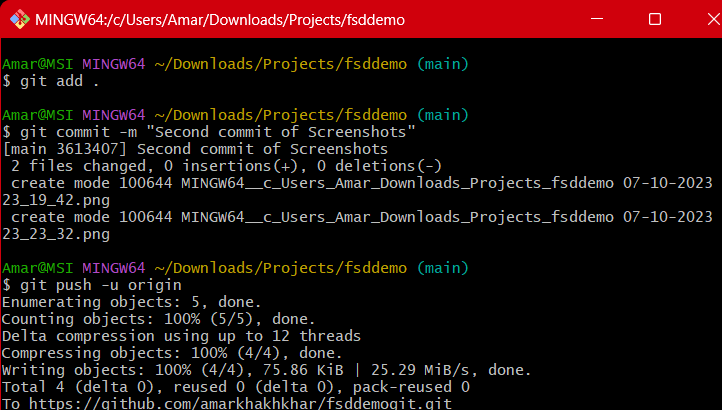 MINGW64:/c/Users/Amar/Downloads/Projects/fsddemo
Amar@MSI MINGW64 ~/Downloads/Projects/fsddemo (main)
$ git add .
Amar@MSI MINGW64 ~/Downloads/Projects/fsddemo (main)
$ git commit -m "Second commit of Screenshots"
[main 3613407] Second commit of Screenshots
 2 files changed, 0 insertions(+), 0 deletions(-)
 create mode 100644 MINGW64__c_Users_Amar_Downloads_Projects_fsddemo 07-10-2023
23_19_42.png
 create mode 100644 MINGW64__c_Users_Amar_Downloads_Projects_fsddemo 07-10-2023
23_23_32.png
Amar@MSI MINGW64 ~/Downloads/Projects/fsddemo (main)
$ git push -u origin
Enumerating objects: 5, done.
Counting objects: 100% (5/5), done.
Delta compression using up to 12 threads
Compressing objects: 100% (4/4), done.
Writing objects: 100% (4/4), 75.86 KiB | 25.29 MiB/s, done.
Total 4 (delta 0), reused 0 (delta 0), pack-reused 0
To https://github.com/amarkhakhkhar/fsddemogit.git